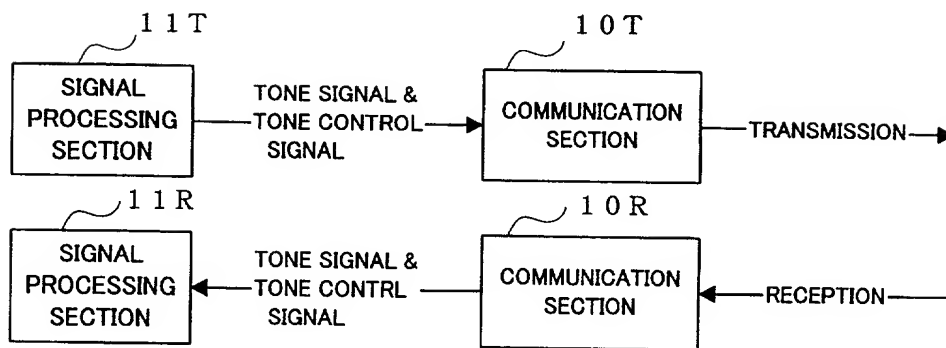 11T
10T
SIGNAL
PROCESSING
SECTION
TONE SIGNAL &
TONE CONTROL
SIGNAL
COMMUNICATION
SECTION
TRANSMISSION
11R
10R
SIGNAL
PROCESSING
SECTION
TONE SIGNAL &
TONE CONTRL
SIGNAL
COMMUNICATION
SECTION
RECEPTION